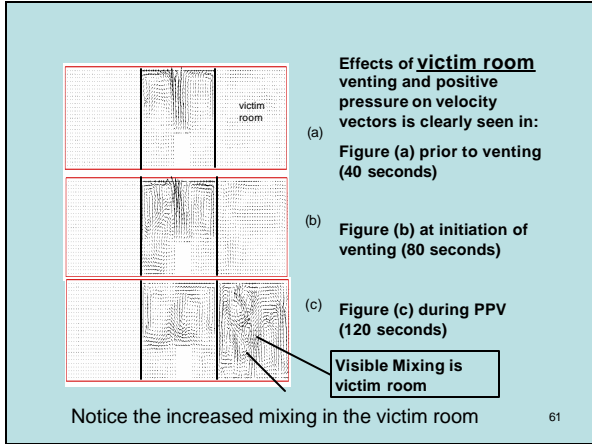 victim
room
(a)
(b)
(c)
Effects of victim room
venting and positive
pressure on velocity
vectors is clearly seen in:
Figure (a) prior to venting
(40 seconds)
Figure (b) at initiation of
venting (80 seconds)
Figure (c) during PPV
(120 seconds)
Visible Mixing is
victim room
Notice the increased mixing in the victim room
61